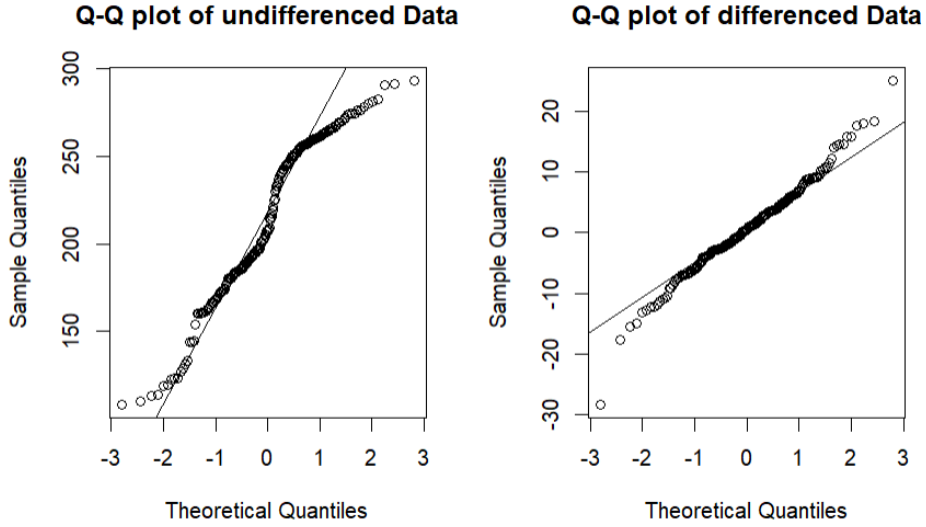 Q-Q plot of undifferenced Data
Sample Quantiles
300
250
200
150
-3 -2 -1 0 1 2 3
Theoretical Quantiles
Q-Q plot of differenced Data
Sample Quantiles
20
10
0
-10
-20
-30
-3 -2 -1 0 1 2 3
Theoretical Quantiles